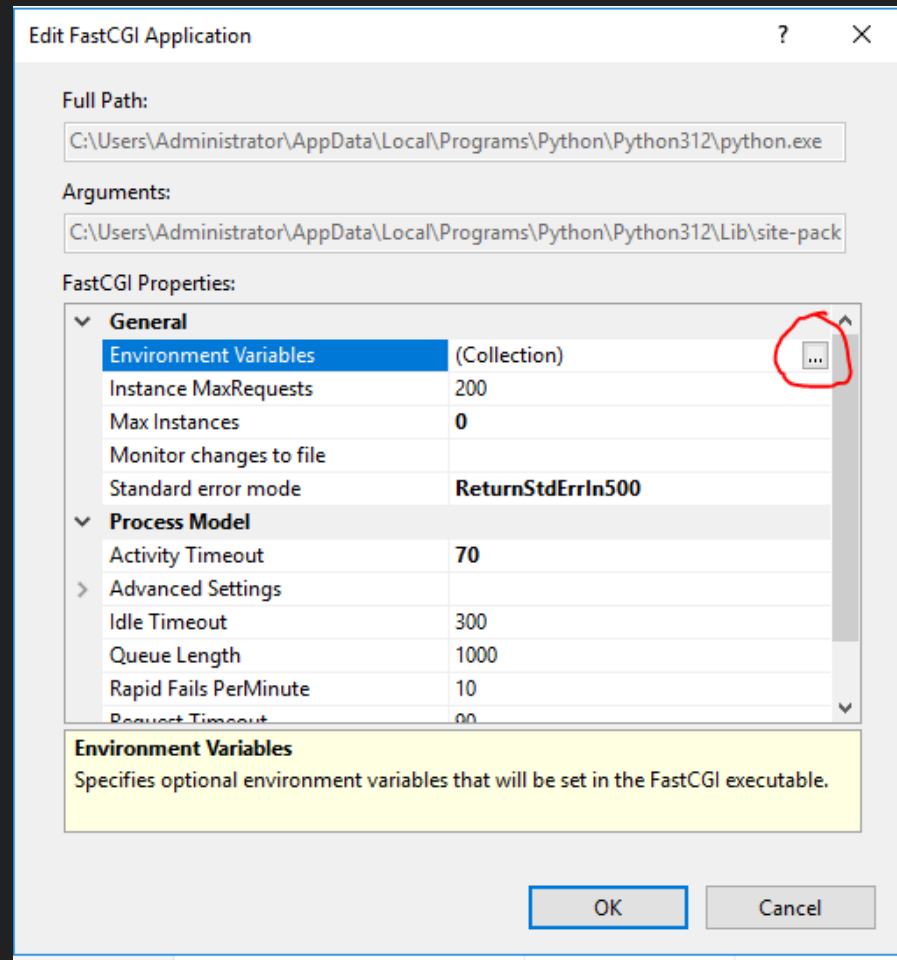 Edit FastCGI Application ? ×
Full Path:
C:\Users\Administrator\AppData\Local\Programs\Python\Python312\python.exe
Arguments:
C:\Users\Administrator\AppData\Local\Programs\Python\Python312\Lib\site-pack
FastCGI Properties:
General
Environment Variables (Collection) ...
Instance MaxRequests 200
Max Instances 0
Monitor changes to file
Standard error mode ReturnStdErrIn500
Process Model
Activity Timeout 70
Advanced Settings
Idle Timeout 300
Queue Length 1000
Rapid Fails PerMinute 10
Request Timeout 90
Environment Variables
Specifies optional environment variables that will be set in the FastCGI executable.
OK Cancel